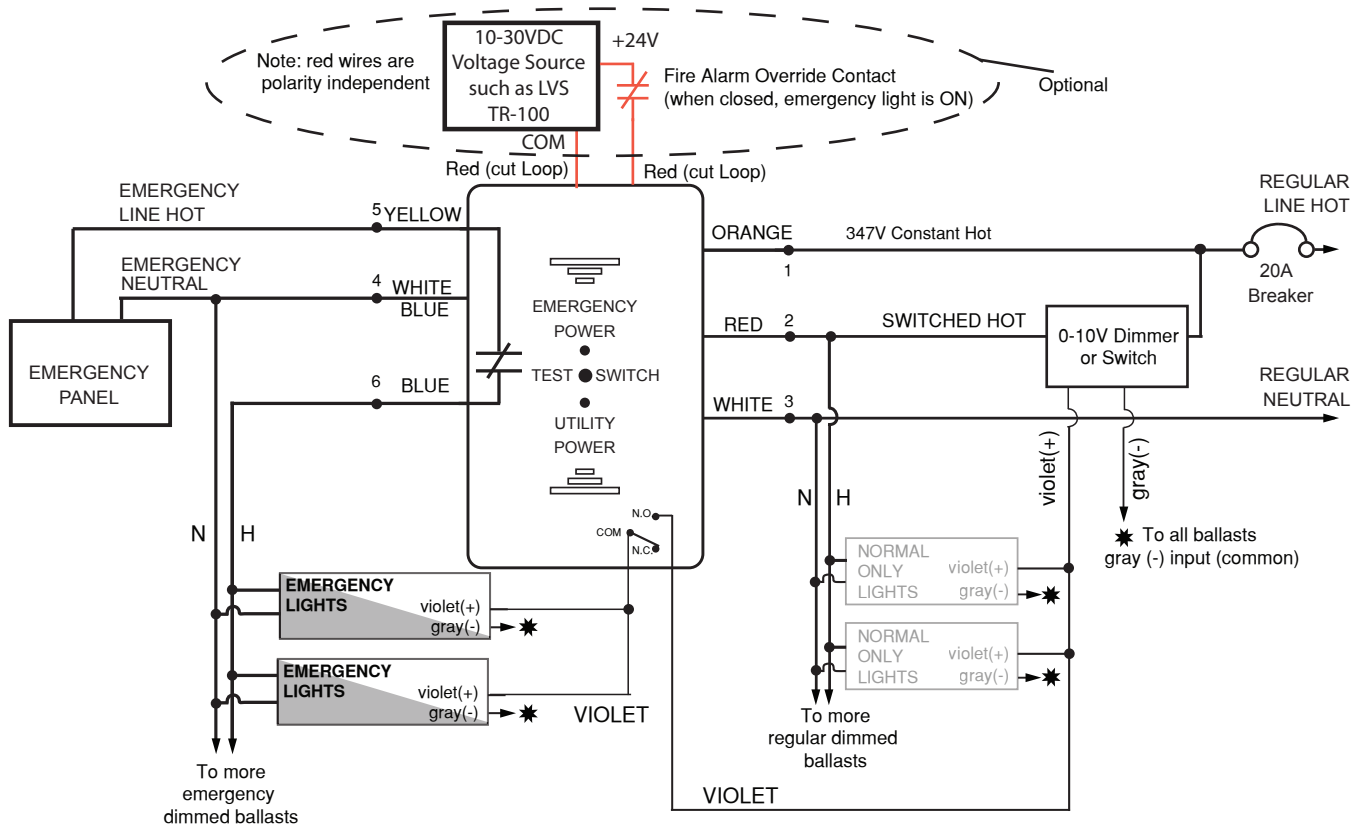 10-30VDC
Voltage Source
such as LVS
TR-100
+24V
Note: red wires are
polarity independent
Fire Alarm Override Contact
(when closed, emergency light is ON)
Optional
COM
Red (cut Loop)
Red (cut Loop)
EMERGENCY
LINE HOT
5
YELLOW
EMERGENCY
NEUTRAL
4
WHITE
BLUE
EMERGENCY
PANEL
6
BLUE
EMERGENCY
POWER
TEST
SWITCH
UTILITY
POWER
N.O.
COM
N.C.
REGULAR
LINE HOT
ORANGE
347V Constant Hot
1
20A
Breaker
RED
2
SWITCHED HOT
0-10V Dimmer
or Switch
REGULAR
NEUTRAL
WHITE
3
violet(+)
gray(-)
N
H
N
H
To all ballasts
gray (-) input (common)
NORMAL
ONLY
LIGHTS
violet(+)
gray(-)
NORMAL
ONLY
LIGHTS
violet(+)
gray(-)
EMERGENCY
LIGHTS
violet(+)
gray(-)
EMERGENCY
LIGHTS
violet(+)
gray(-)
VIOLET
To more
regular dimmed
ballasts
To more
emergency
dimmed ballasts
VIOLET